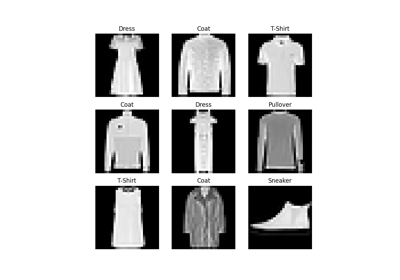 Dress
Coat
T-Shirt
Coat
Dress
Pullover
T-Shirt
Coat
Sneaker